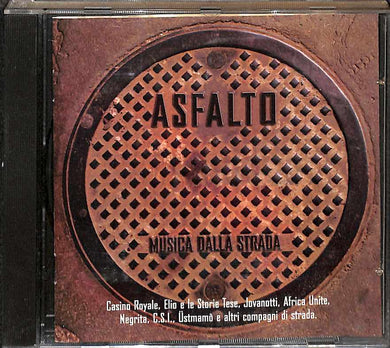 ASFALTO
MUSICA DALLA STRADA
Casino Royale, Elio e le Storie Tese, Jovanotti, Africa Unite,
Negrita, C.S.I., Üstmamò e altri compagni di strada.